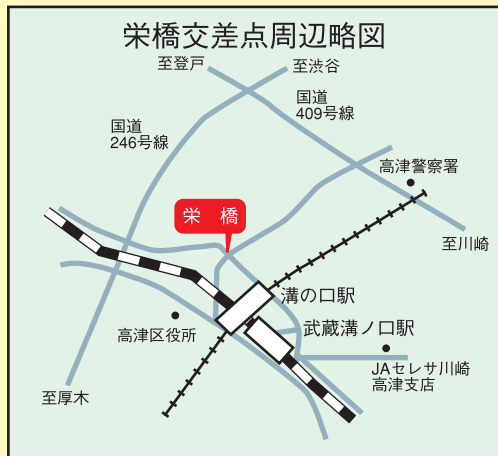 栄橋交差点周辺略図
至登戸
至渋谷
国道
409号線
国道
246号線
高津警察署
栄 橋
至川崎
溝の口駅
武蔵溝ノ口駅
高津区役所
JAセレサ川崎
高津支店
至厚木